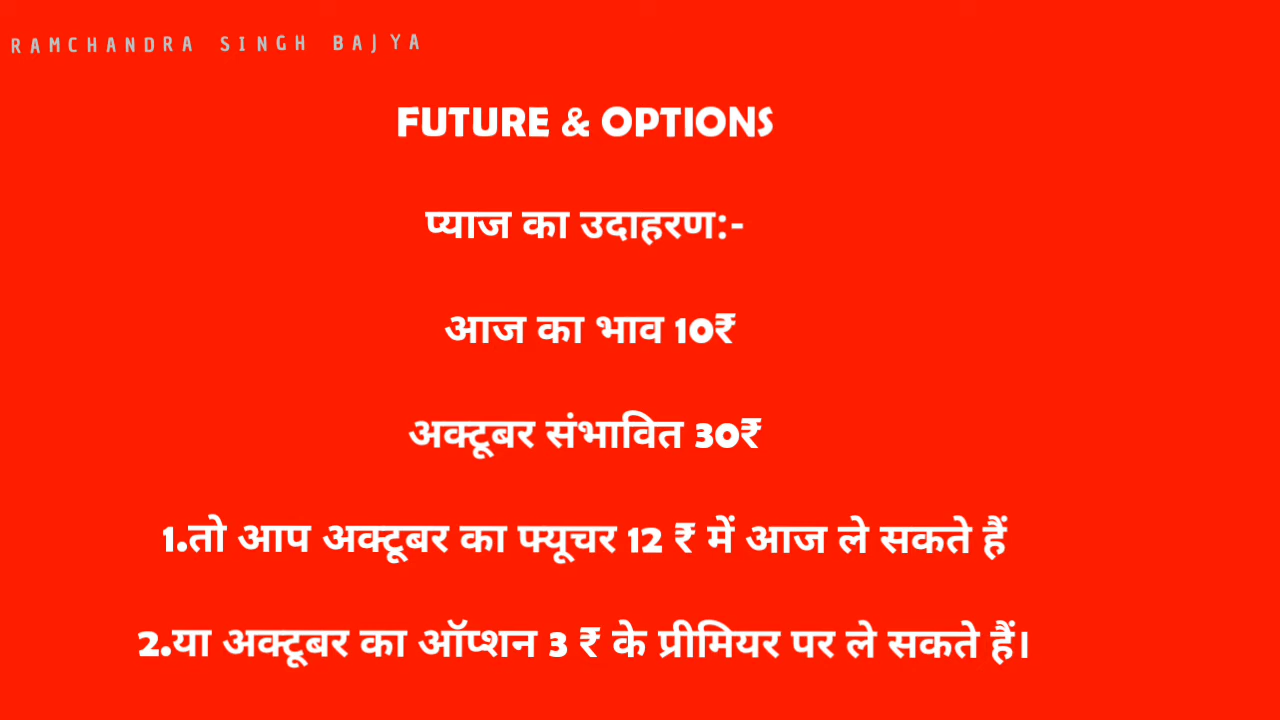 RAMCHANDRA SINGH BAJYA
FUTURE & OPTIONS
प्याज का उदाहरण:-
आज का भाव 10₹
अक्टूबर संभावित 30₹
1.तो आप अक्टूबर का फ्यूचर 12 ₹ में आज ले सकते हैं
2.या अक्टूबर का ऑप्शन 3 ₹ के प्रीमियर पर ले सकते हैं।